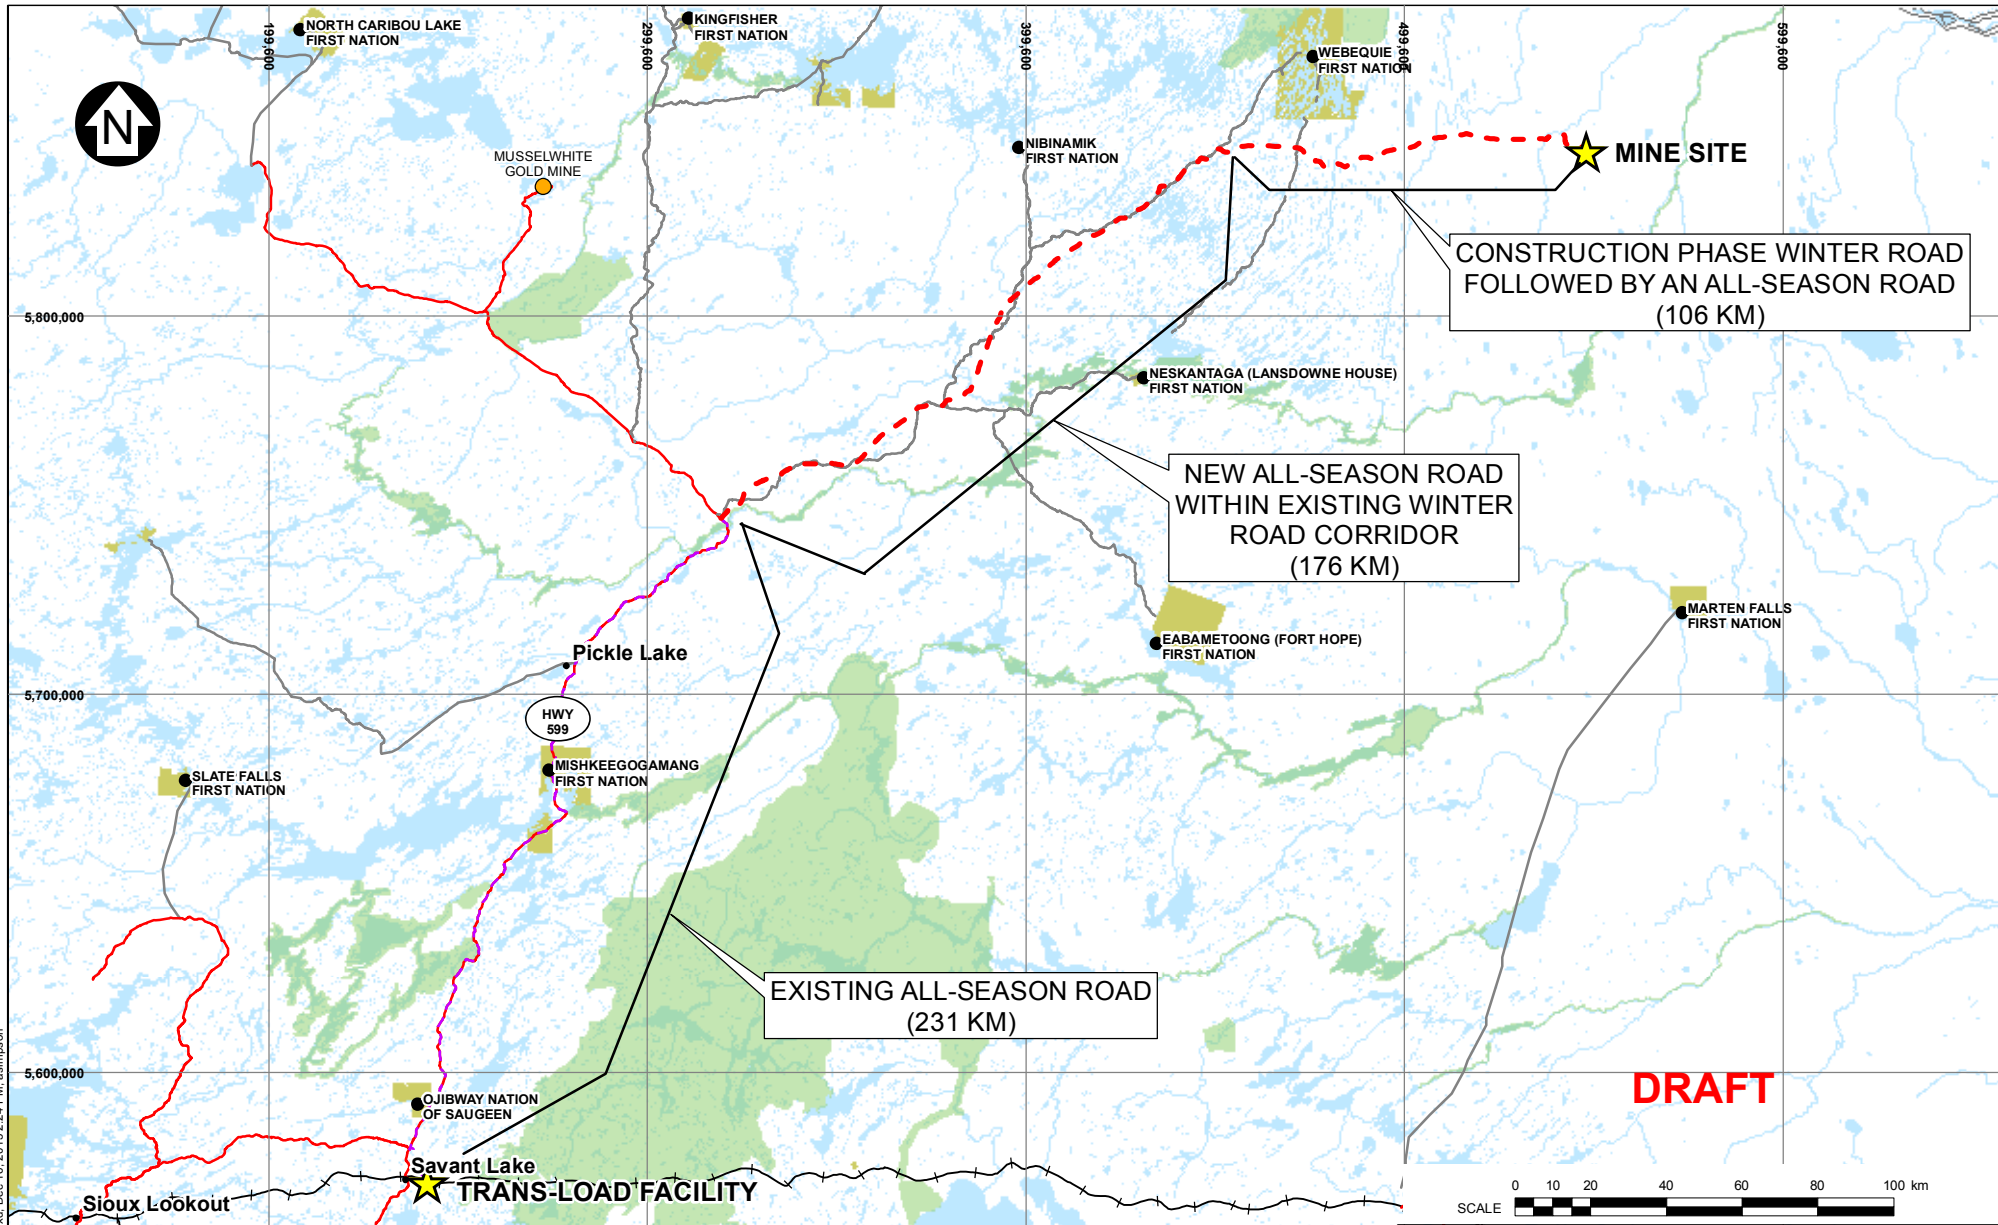 NORTH CARIBOU LAKE
FIRST NATION
199,600
KINGFISHER
FIRST NATION
299,600
399,600
WEBEQUIE
FIRST NATION
499,600
599,600
N
MUSSELWHITE
GOLD MINE
NIBINAMIK
FIRST NATION
MINE SITE
CONSTRUCTION PHASE WINTER ROAD
FOLLOWED BY AN ALL-SEASON ROAD
(106 KM)
5,800,000
NESKANTAGA (LANSDOWNE HOUSE)
FIRST NATION
NEW ALL-SEASON ROAD
WITHIN EXISTING WINTER
ROAD CORRIDOR
(176 KM)
MARTEN FALLS
FIRST NATION
EABAMETOONG (FORT HOPE)
FIRST NATION
Pickle Lake
5,700,000
HWY
599
MISHKEEGOGAMANG
FIRST NATION
SLATE FALLS
FIRST NATION
EXISTING ALL-SEASON ROAD
(231 KM)
5,600,000
DRAFT
OJIBWAY NATION
OF SAUGEEN
Savant Lake
TRANS-LOAD FACILITY
Sioux Lookout
SCALE
0 10 20 40 60 80 100 km